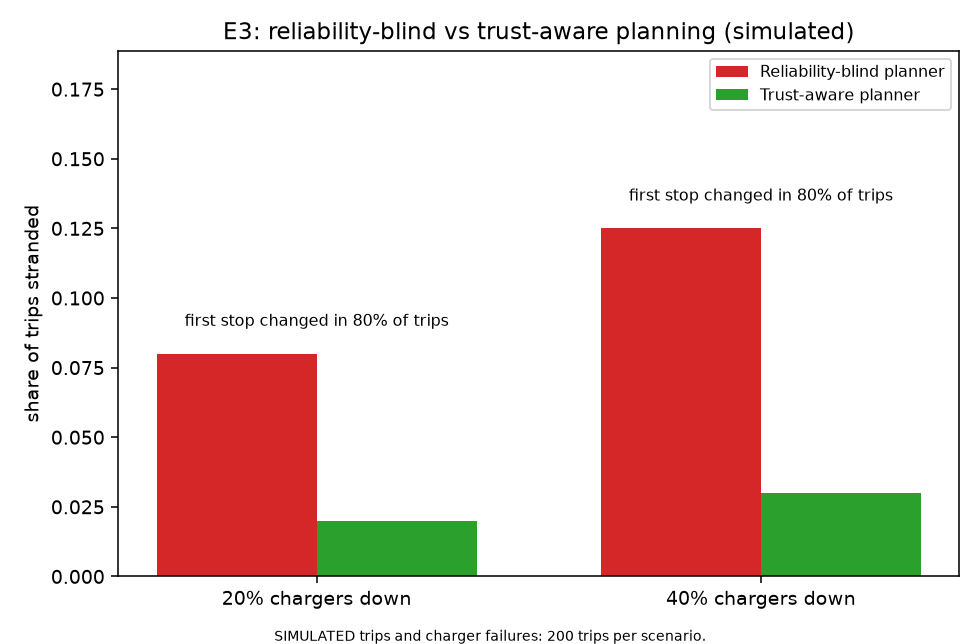 E3: reliability-blind vs trust-aware planning (simulated)
Reliability-blind planner
Trust-aware planner
share of trips stranded
0.175
0.150
0.125
0.100
0.075
0.050
0.025
0.000
first stop changed in 80% of trips
first stop changed in 80% of trips
20% chargers down
40% chargers down
SIMULATED trips and charger failures: 200 trips per scenario.